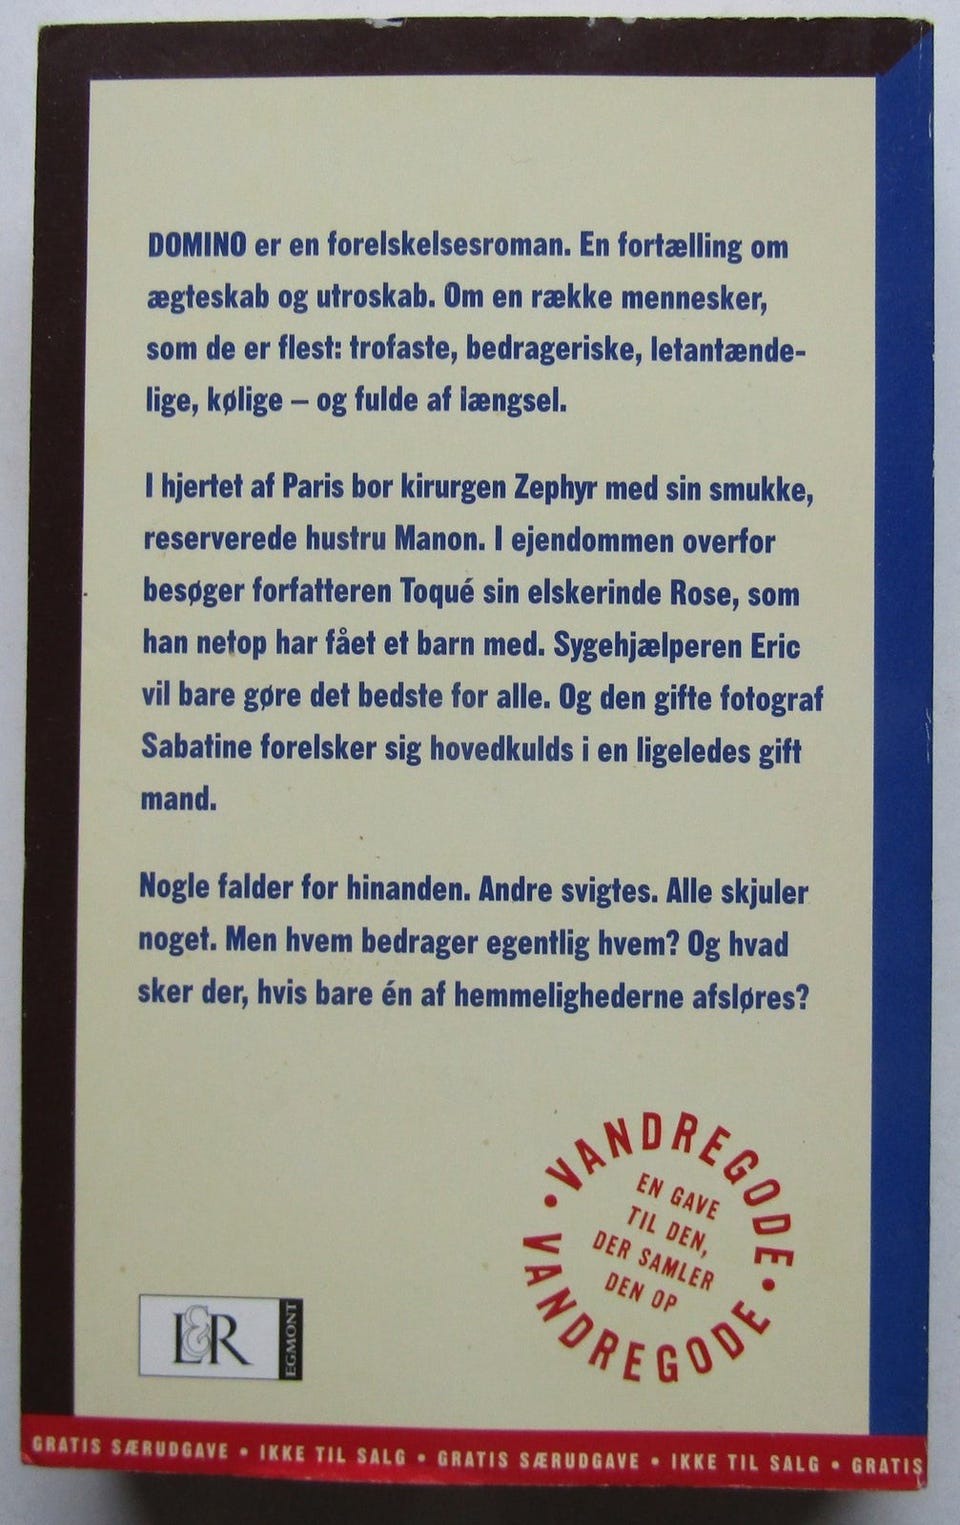 DOMINO er en forelskelsesroman. En fortælling om
ægteskab og utroskab. Om en række mennesker,
som de er flest: trofaste, bedrageriske, letantænde-
lige, kølige – og fulde af længsel.
I hjertet af Paris bor kirurgen Zephyr med sin smukke,
reserverede hustru Manon. I ejendommen overfor
besøger forfatteren Toqué sin elskerinde Rose, som
han netop har fået et barn med. Sygehjælperen Eric
vil bare gøre det bedste for alle. Og den gifte fotograf
Sabatine forelsker sig hovedkulds i en ligeledes gift
mand.
Nogle falder for hinanden. Andre svigtes. Alle skjuler
noget. Men hvem bedrager egentlig hvem? Og hvad
sker der, hvis bare én af hemmelighederne afsløres?
• VANDREGODE • VANDREGODE
EN GAVE
TIL DEN,
DER SAMLER
DEN OP
L&R
EGMONT
GRATIS SÆRUDGAVE • IKKE TIL SALG • GRATIS SÆRUDGAVE • IKKE TIL SALG • GRATIS